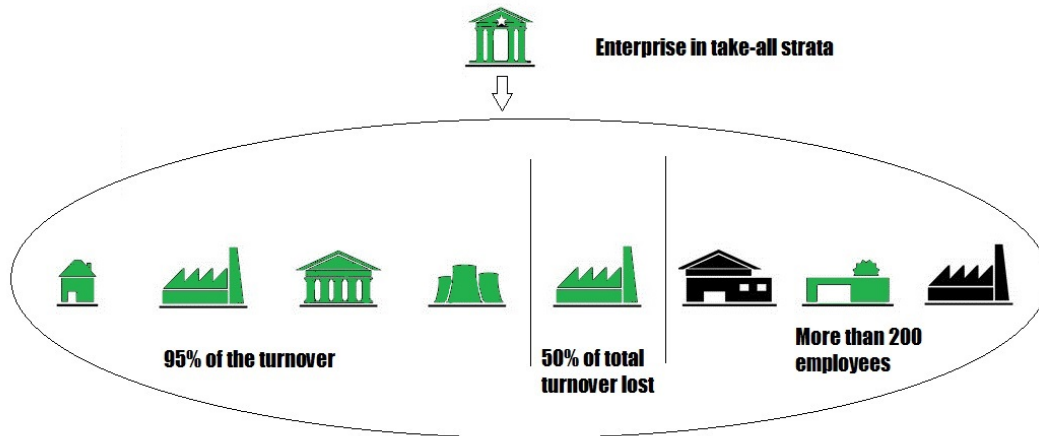 Enterprise in take-all strata
95% of the turnover
50% of total
turnover lost
More than 200
employees